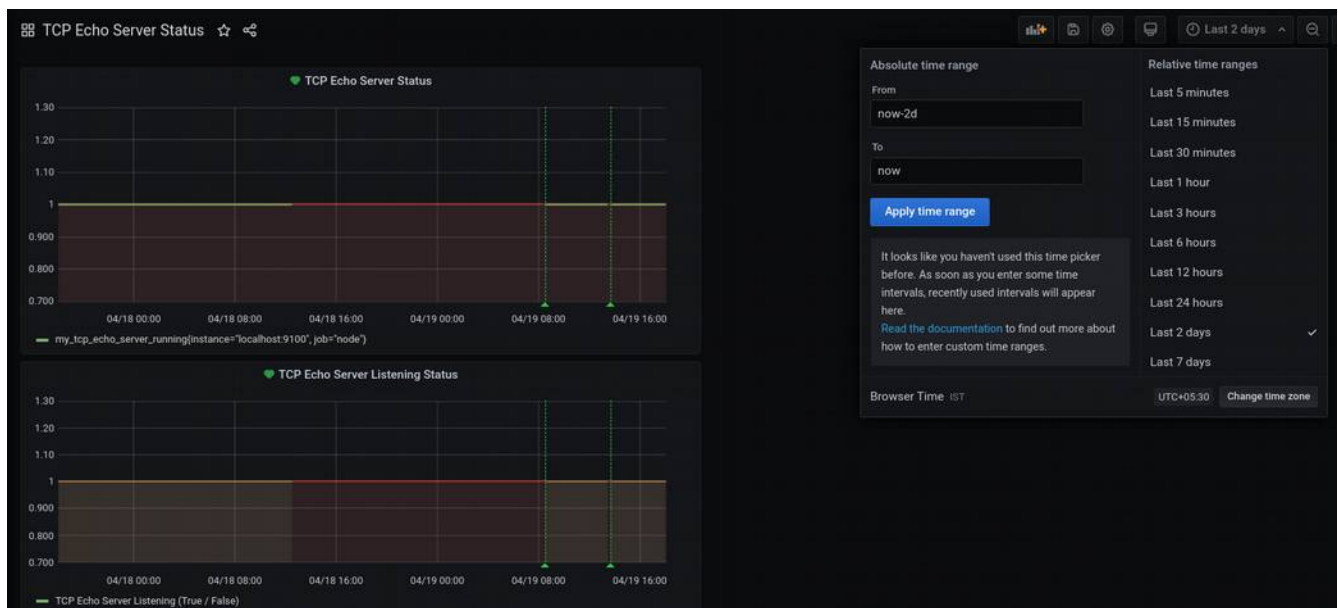 TCP Echo Server Status
Last 2 days
TCP Echo Server Status
1.30
1.20
1.10
1
0.900
0.800
0.700
04/18 00:00 04/18 08:00 04/18 16:00 04/19 00:00 04/19 08:00 04/19 16:00
my_tcp_echo_server_running{instance="localhost:9100", job="node"}
TCP Echo Server Listening Status
1.30
1.20
1.10
1
0.900
0.800
0.700
04/18 00:00 04/18 08:00 04/18 16:00 04/19 00:00 04/19 08:00 04/19 16:00
TCP Echo Server Listening (True / False)
Absolute time range
From
now-2d
To
now
Apply time range
It looks like you haven't used this time picker
before. As soon as you enter some time
intervals, recently used intervals will appear
here.
Read the documentation to find out more about
how to enter custom time ranges.
Relative time ranges
Last 5 minutes
Last 15 minutes
Last 30 minutes
Last 1 hour
Last 3 hours
Last 6 hours
Last 12 hours
Last 24 hours
Last 2 days
Last 7 days
Browser Time IST
UTC+05:30 Change time zone